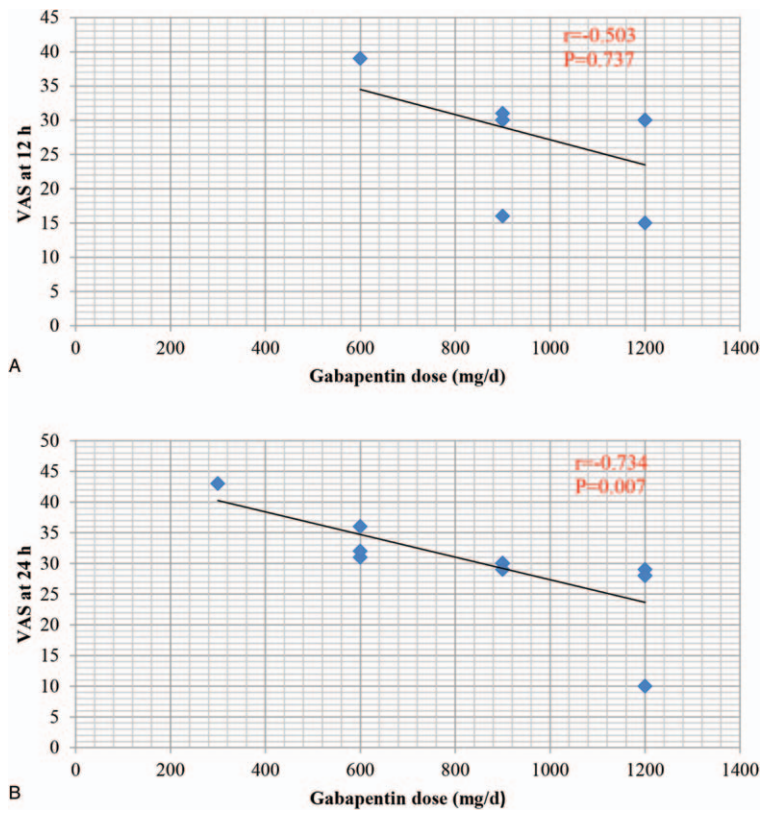 45
40
35
30
25
20
15
10
5
0
VAS at 12 h
r=-0.503
P=0.737
0 200 400 600 800 1000 1200 1400
Gabapentin dose (mg/d)
A
50
45
40
35
30
25
20
15
10
5
0
VAS at 24 h
r=-0.734
P=0.007
0 200 400 600 800 1000 1200 1400
Gabapentin dose (mg/d)
B